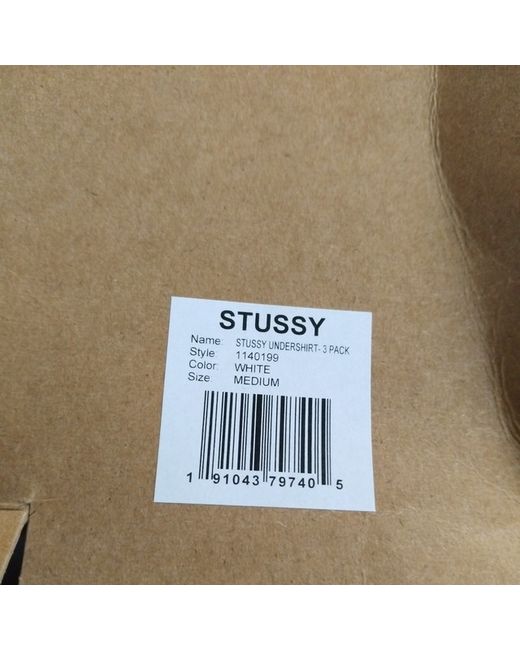 STUSSY
Name: STUSSY UNDERSHIRT- 3 PACK
Style: 1140199
Color: WHITE
Size: MEDIUM
1 91043 79740 5